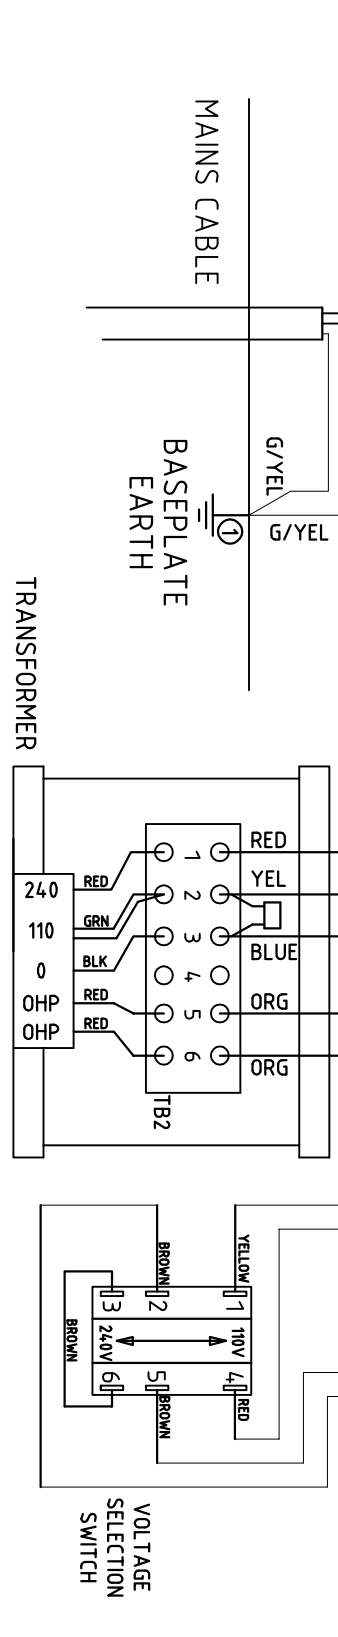 MAINS CABLE
G/YEL
G/YEL
1
BASEPLATE
EARTH
TRANSFORMER
240
110
0
OHP
OHP
RED
GRN
BLK
RED
RED
1
2
3
4
5
6
TB2
RED
YEL
BLUE
ORG
ORG
YELLOW
BROWN
BROWN
1
2
3
110V
240V
4
5
6
RED
BROWN
VOLTAGE
SELECTION
SWITCH